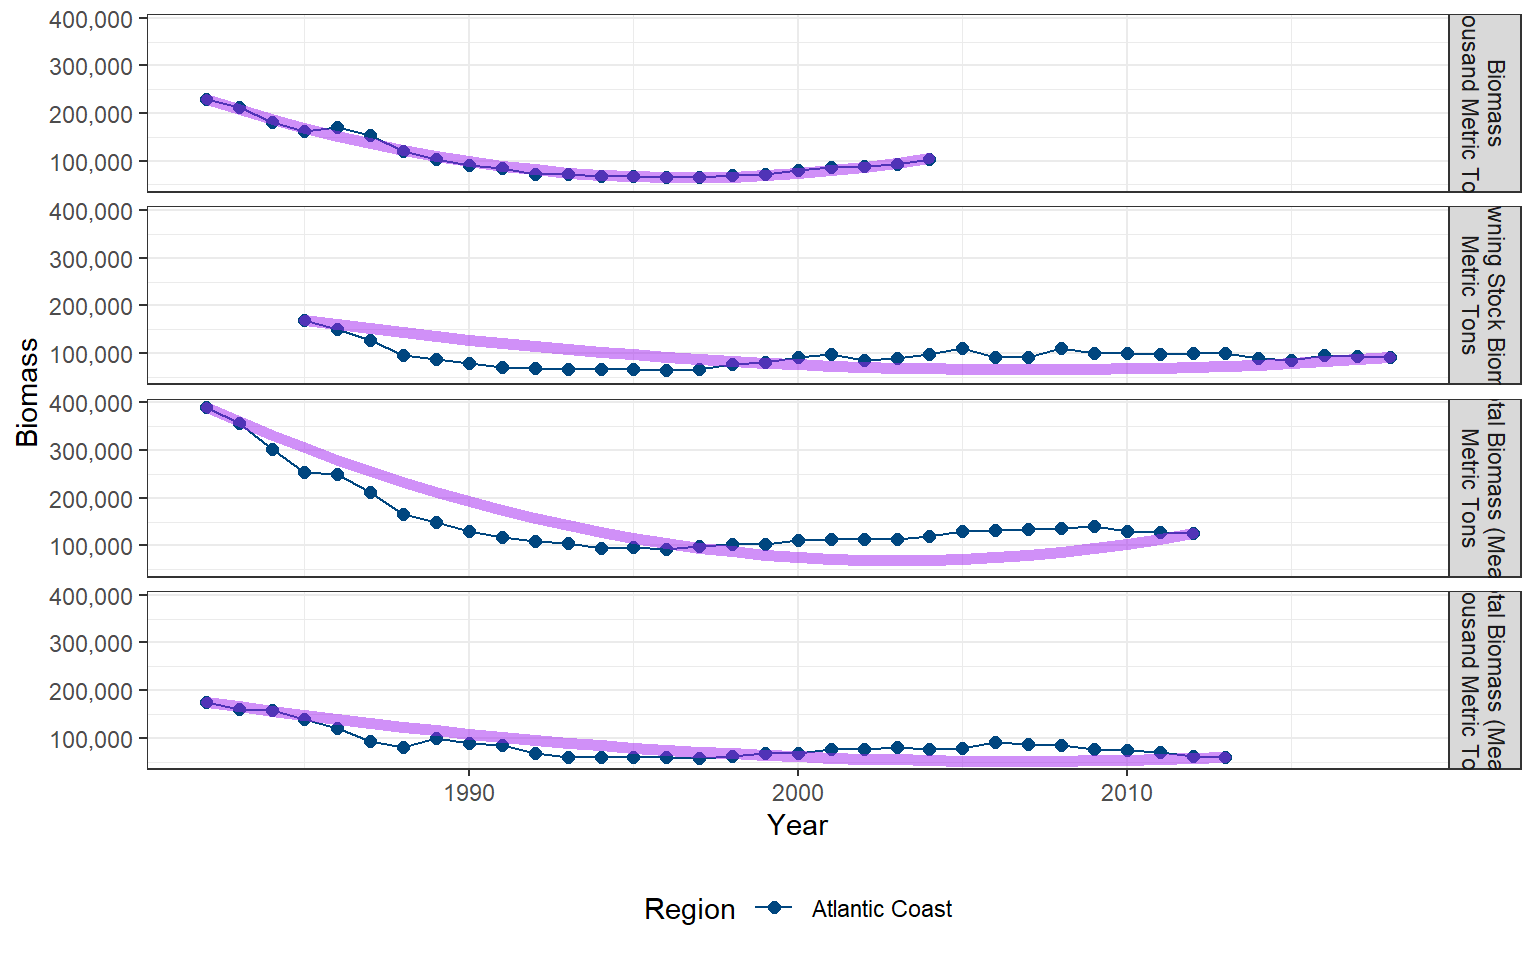 400,000
300,000
200,000
100,000
Biomass
ousand Metric To
400,000
300,000
200,000
100,000
wning Stock Biom
Metric Tons
400,000
300,000
200,000
100,000
tal Biomass (Mea
Metric Tons
400,000
300,000
200,000
100,000
tal Biomass (Mea
ousand Metric To
Biomass
1990 2000 2010
Year
Region Atlantic Coast